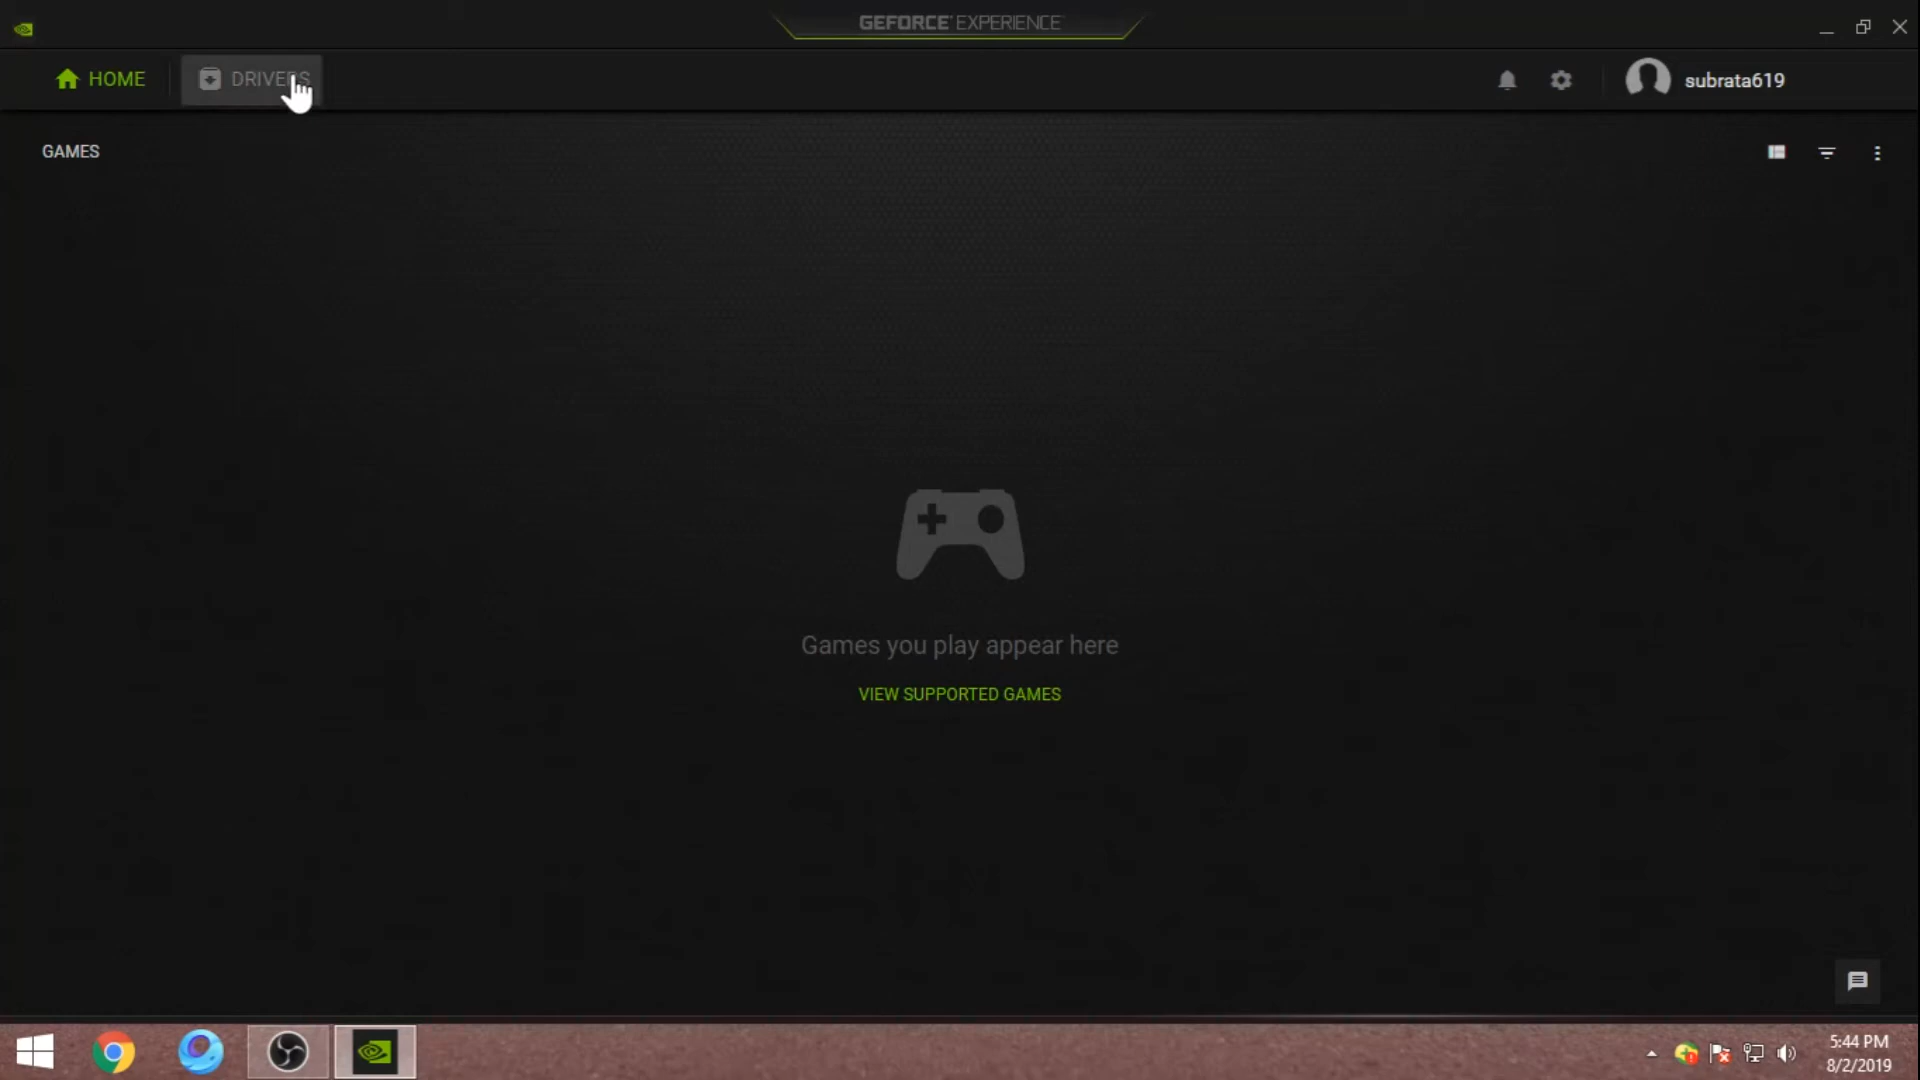 GEFORCE EXPERIENCE
HOME
DRIVERS
subrata619
GAMES
Games you play appear here
VIEW SUPPORTED GAMES
5:44 PM
8/2/2019